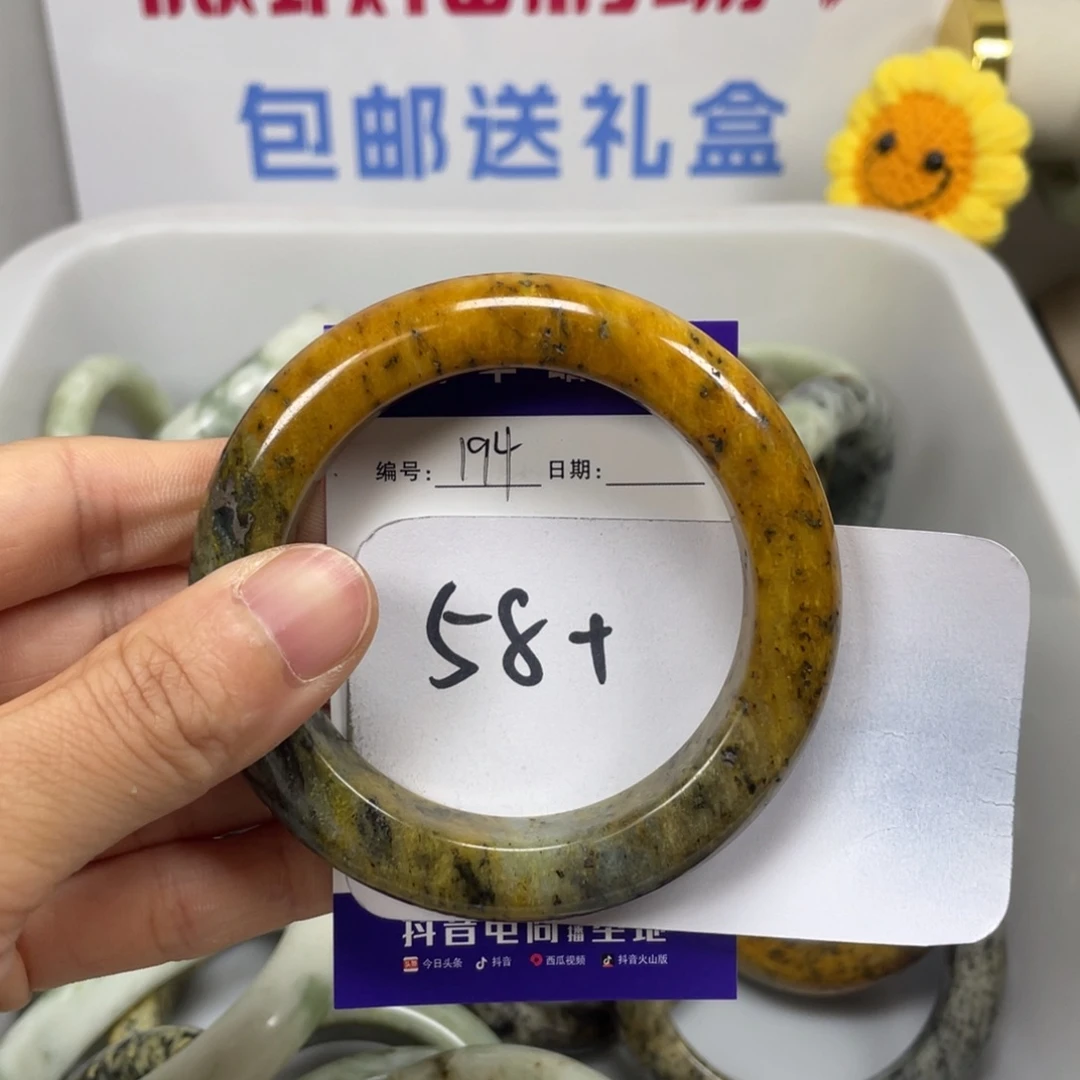 包邮送礼盒
编号: 194 日期:
58+
抖音电商直播基地
今日头条 抖音 西瓜视频 抖音火山版